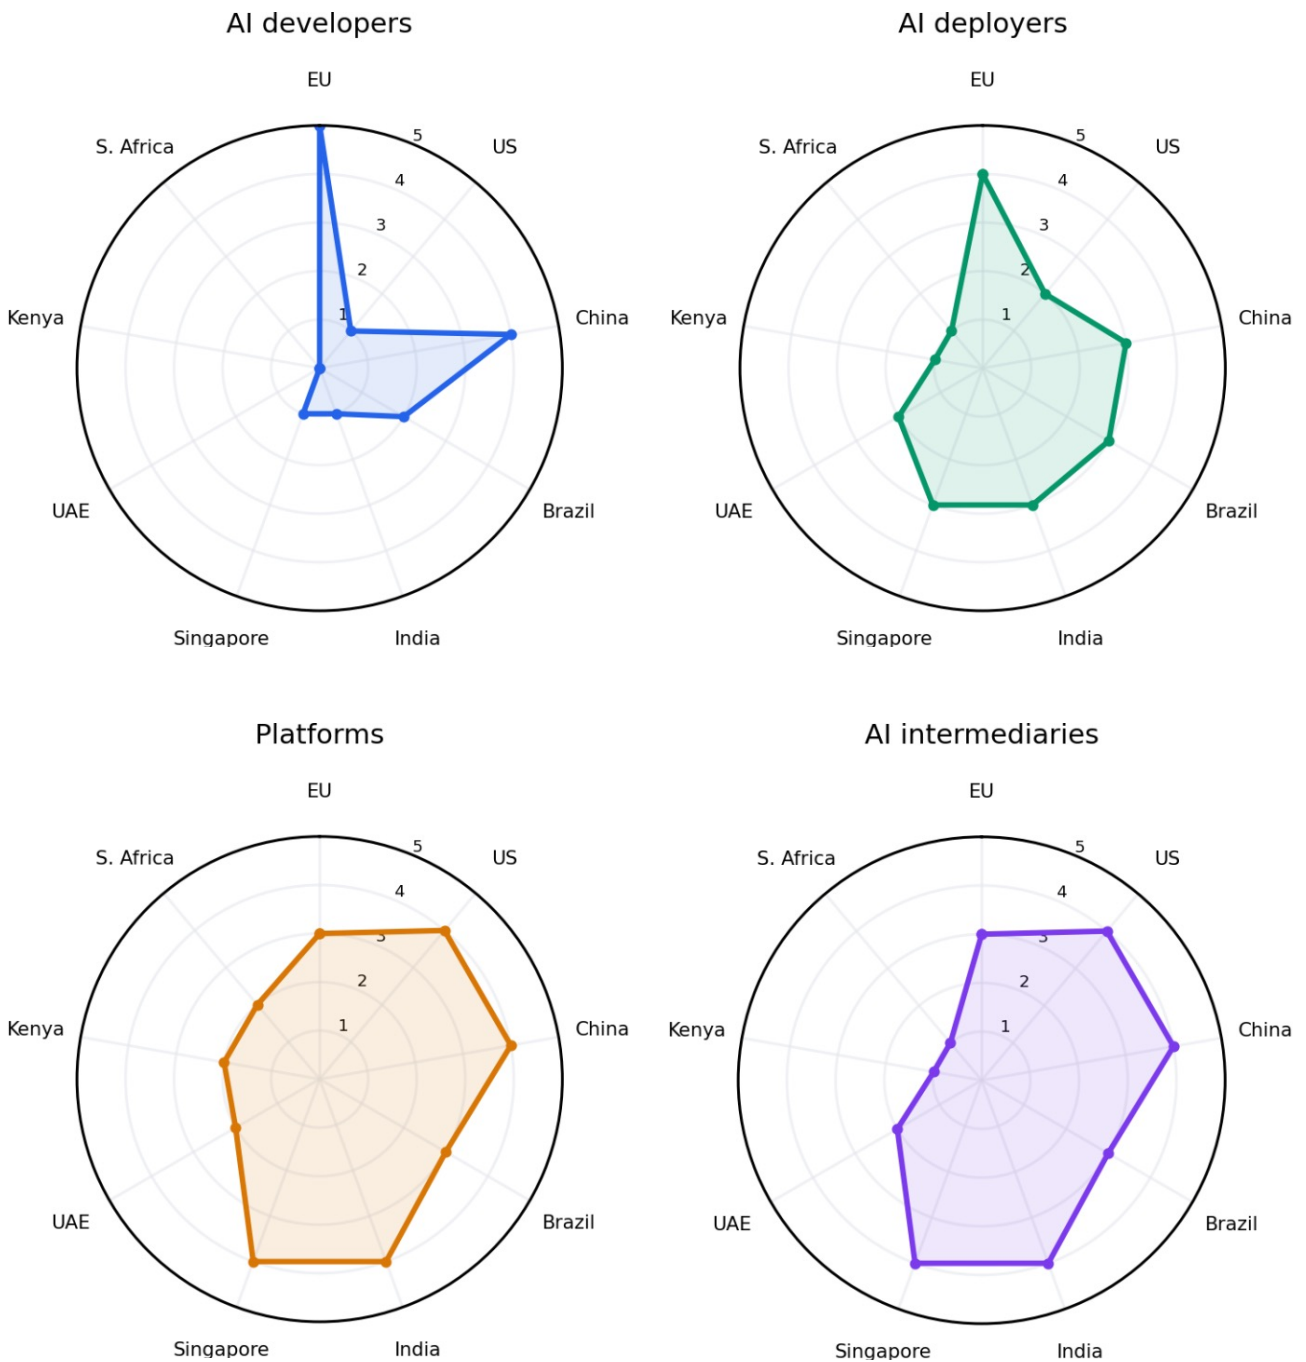 AI developers
EU
US
China
Brazil
India
Singapore
UAE
Kenya
S. Africa
1
2
3
4
5
AI deployers
EU
US
China
Brazil
India
Singapore
UAE
Kenya
S. Africa
1
2
3
4
5
Platforms
EU
US
China
Brazil
India
Singapore
UAE
Kenya
S. Africa
1
2
3
4
5
AI intermediaries
EU
US
China
Brazil
India
Singapore
UAE
Kenya
S. Africa
1
2
3
4
5